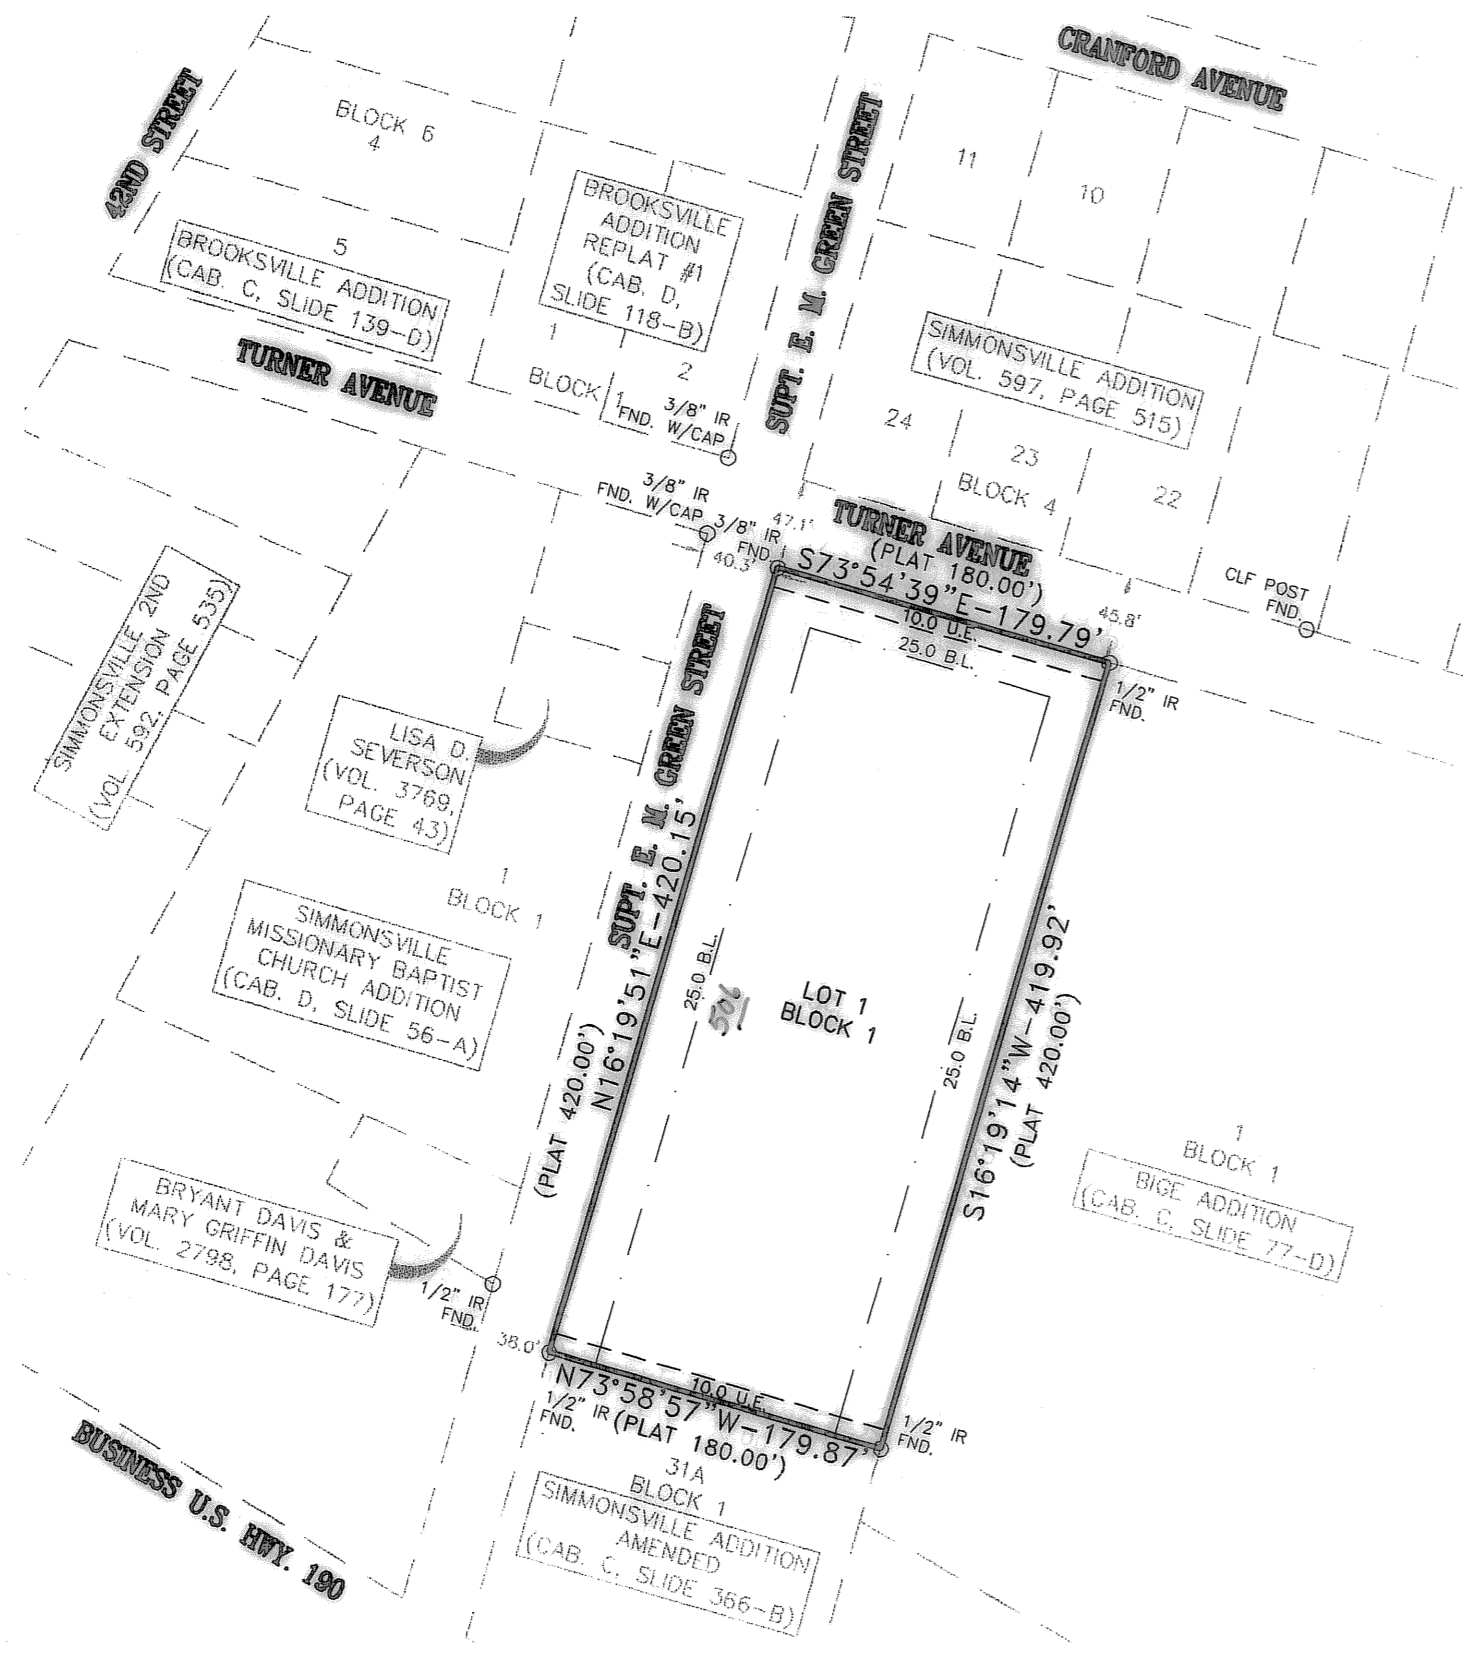 CRANFORD AVENUE
42ND STREET
BLOCK 6
4
5
BROOKSVILLE ADDITION
(CAB. C, SLIDE 139-D)
BROOKSVILLE
ADDITION
REPLAT #1
(CAB. D,
SLIDE 118-B)
1
2
BLOCK 1
SUPT. E. M. GREEN STREET
11
10
SIMMONSVILLE ADDITION
(VOL. 597, PAGE 515)
24
23
22
BLOCK 4
TURNER AVENUE
3/8" IR
FND. W/CAP
3/8" IR
FND. W/CAP
3/8" IR
FND.
47.1'
40.3'
TURNER AVENUE
(PLAT 180.00')
S73°54'39"E-179.79'
10.0 U.E.
25.0 B.L.
45.8'
CLF POST
FND.
1/2" IR
FND.
SIMMONSVILLE 2ND
EXTENSION
(VOL. 592, PAGE 535)
LISA D.
SEVERSON
(VOL. 3769,
PAGE 43)
SUPT. E. M. GREEN STREET
N16°19'51"E-420.15'
(PLAT 420.00')
1
BLOCK 1
SIMMONSVILLE
MISSIONARY BAPTIST
CHURCH ADDITION
(CAB. D, SLIDE 56-A)
25.0 B.L.
506
LOT 1
BLOCK 1
25.0 B.L.
S16°19'14"W-419.92'
(PLAT 420.00')
1
BLOCK 1
BIGE ADDITION
(CAB. C, SLIDE 77-D)
BRYANT DAVIS &
MARY GRIFFIN DAVIS
(VOL. 2798, PAGE 177)
1/2" IR
FND.
38.0'
10.0 U.E.
N73°58'57"W-179.87'
(PLAT 180.00')
1/2" IR
FND.
1/2" IR
FND.
31A
BLOCK 1
SIMMONSVILLE ADDITION
AMENDED
(CAB. C, SLIDE 366-B)
BUSINESS U.S. HWY. 190